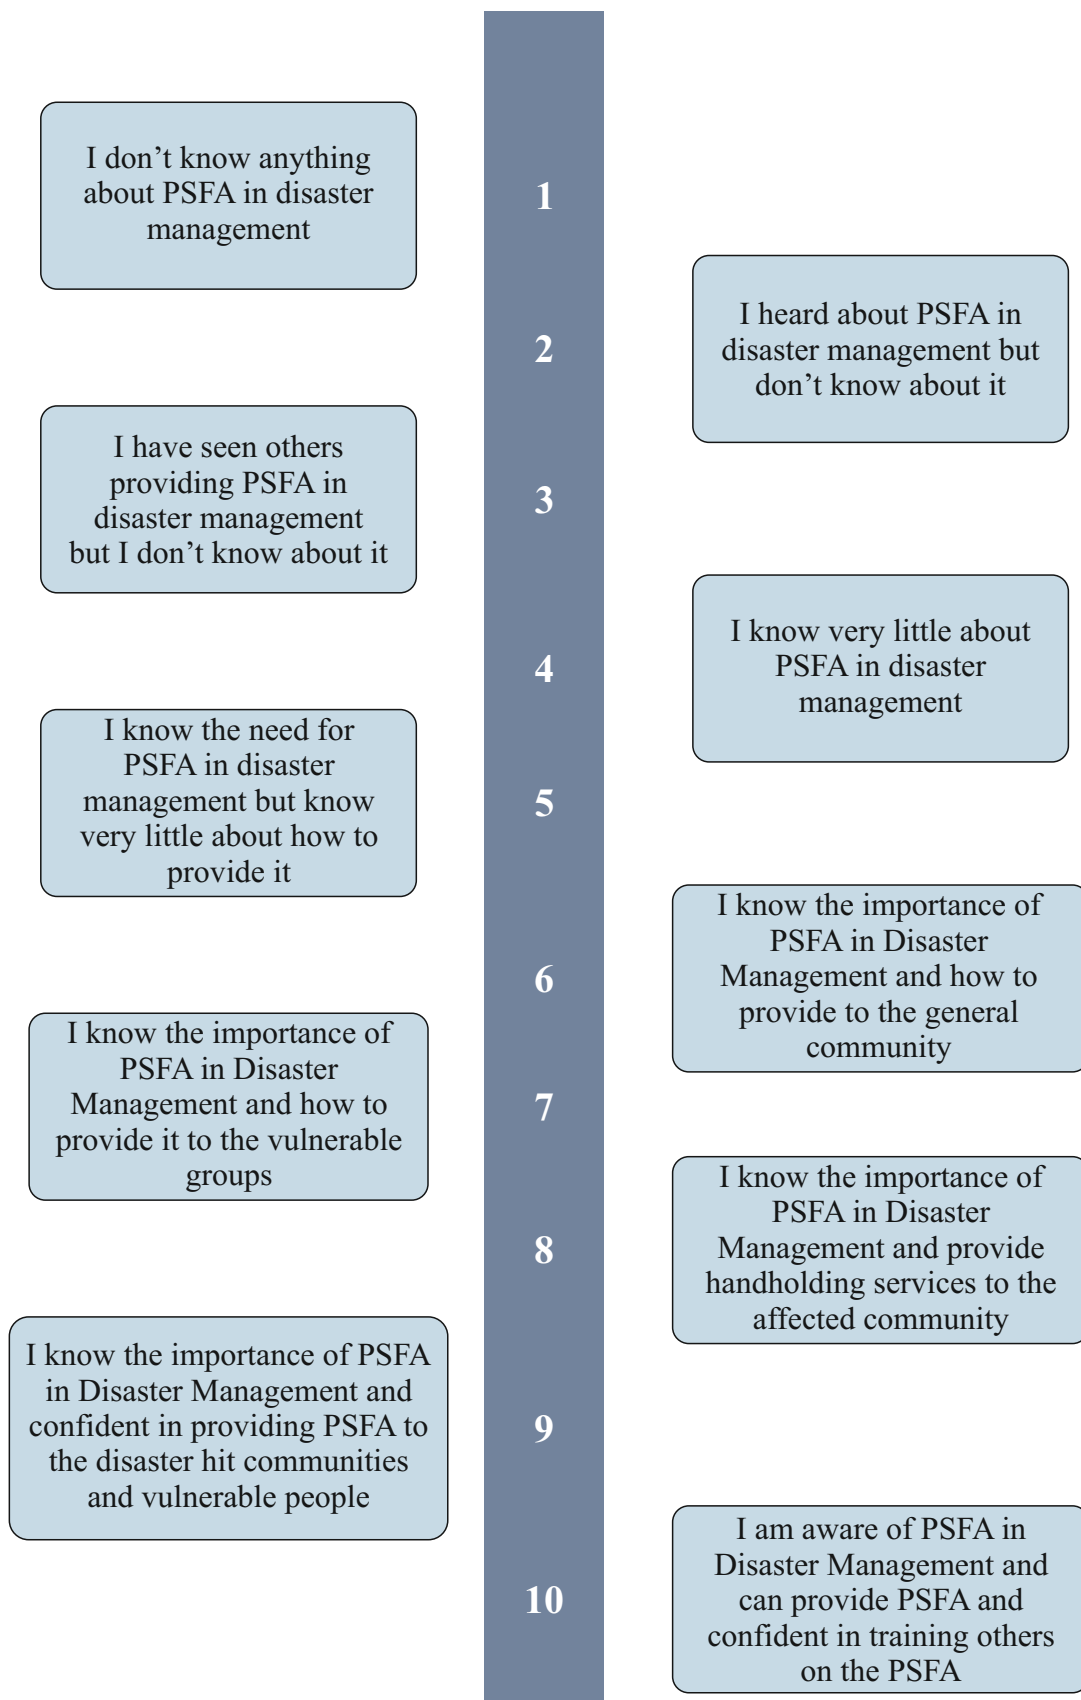 I don’t know anything
about PSFA in disaster
management
1
I heard about PSFA in
disaster management but
don’t know about it
2
I have seen others
providing PSFA in
disaster management
but I don’t know about it
3
I know very little about
PSFA in disaster
management
4
I know the need for
PSFA in disaster
management but know
very little about how to
provide it
5
I know the importance of
PSFA in Disaster
Management and how to
provide to the general
community
6
I know the importance of
PSFA in Disaster
Management and how to
provide it to the vulnerable
groups
7
I know the importance of
PSFA in Disaster
Management and provide
handholding services to the
affected community
8
I know the importance of PSFA
in Disaster Management and
confident in providing PSFA to
the disaster hit communities
and vulnerable people
9
I am aware of PSFA in
Disaster Management and
can provide PSFA and
confident in training others
on the PSFA
10